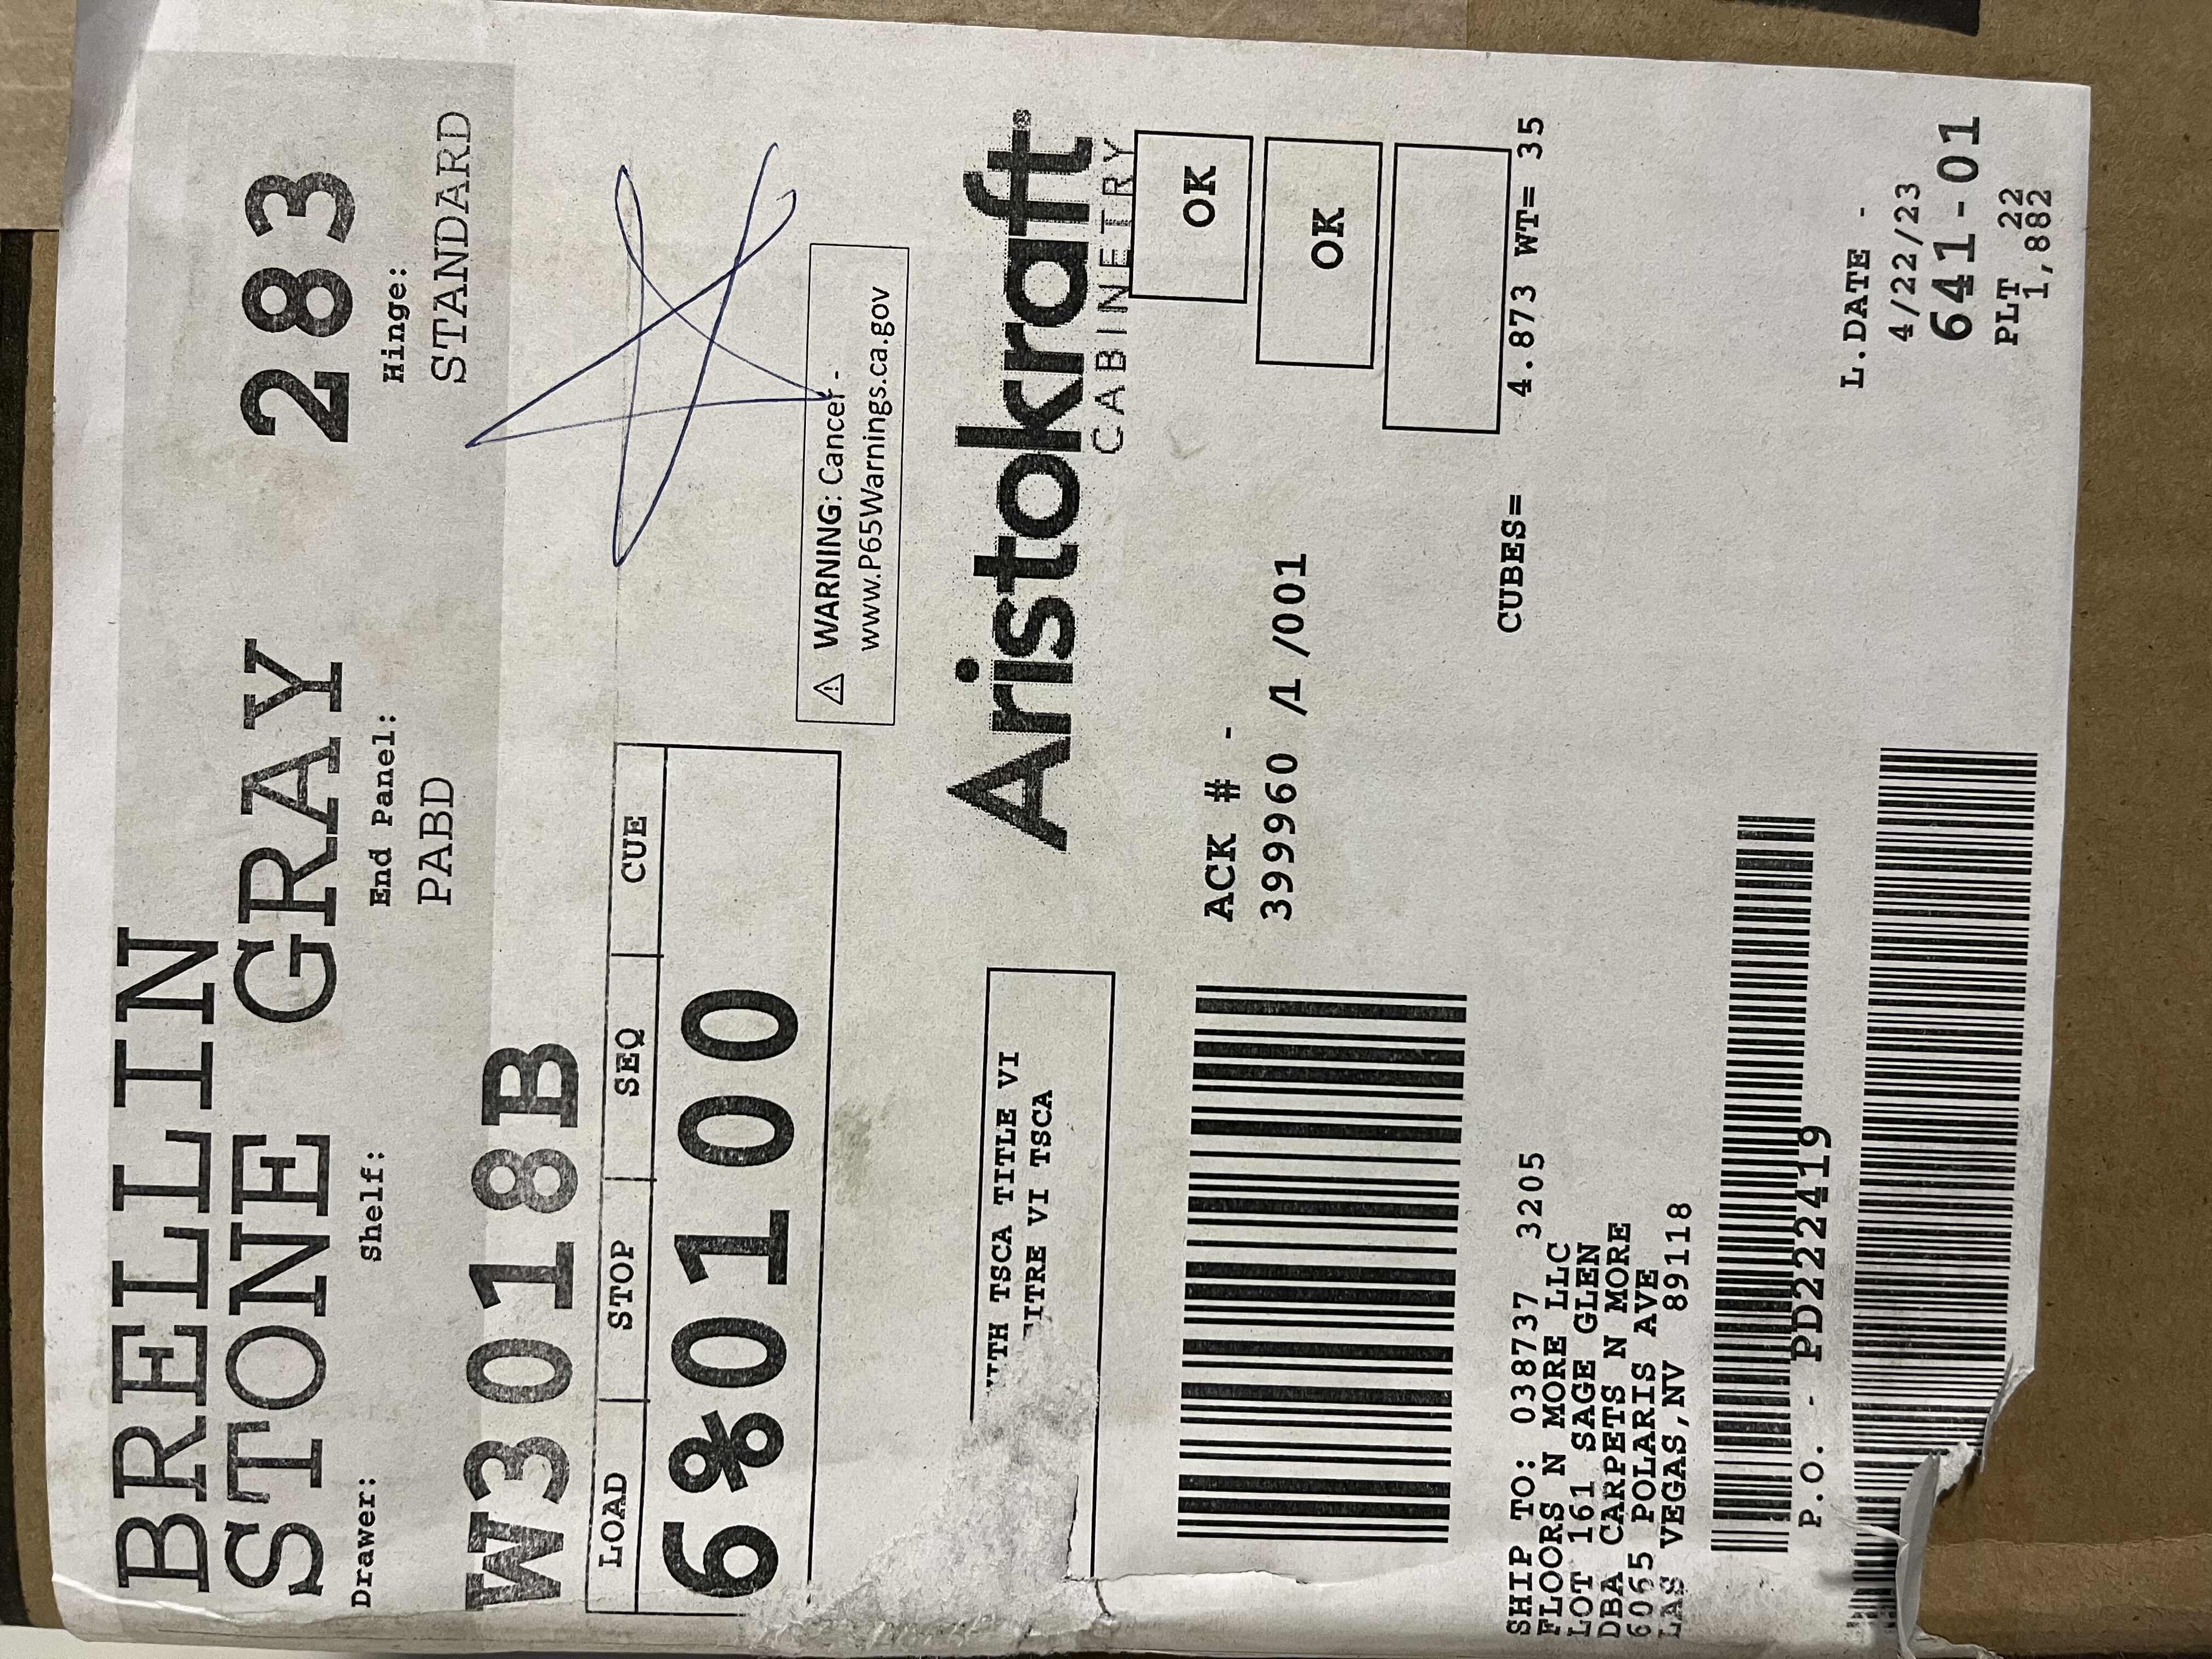 BRELLIN
STONE GRAY 283
Drawer: Shelf: End Panel: Hinge:
PABD STANDARD
W3018B
LOAD STOP SEQ CUE
6%0100
⚠ WARNING: Cancer -
www.P65Warnings.ca.gov
TSCA TITLE VI
VI TSCA
Aristokraft®
CABINETRY
OK
OK
ACK # -
399960 /1 /001
CUBES= 4.873 WT= 35
SHIP TO: 038737 3205
FLOORS N MORE LLC
LOT 161 SAGE GLEN
DBA CARPETS N MORE
6065 POLARIS AVE
LAS VEGAS,NV 89118
P.O. - PD222419
L.DATE -
4/22/23
641-01
PLT 22
1,882